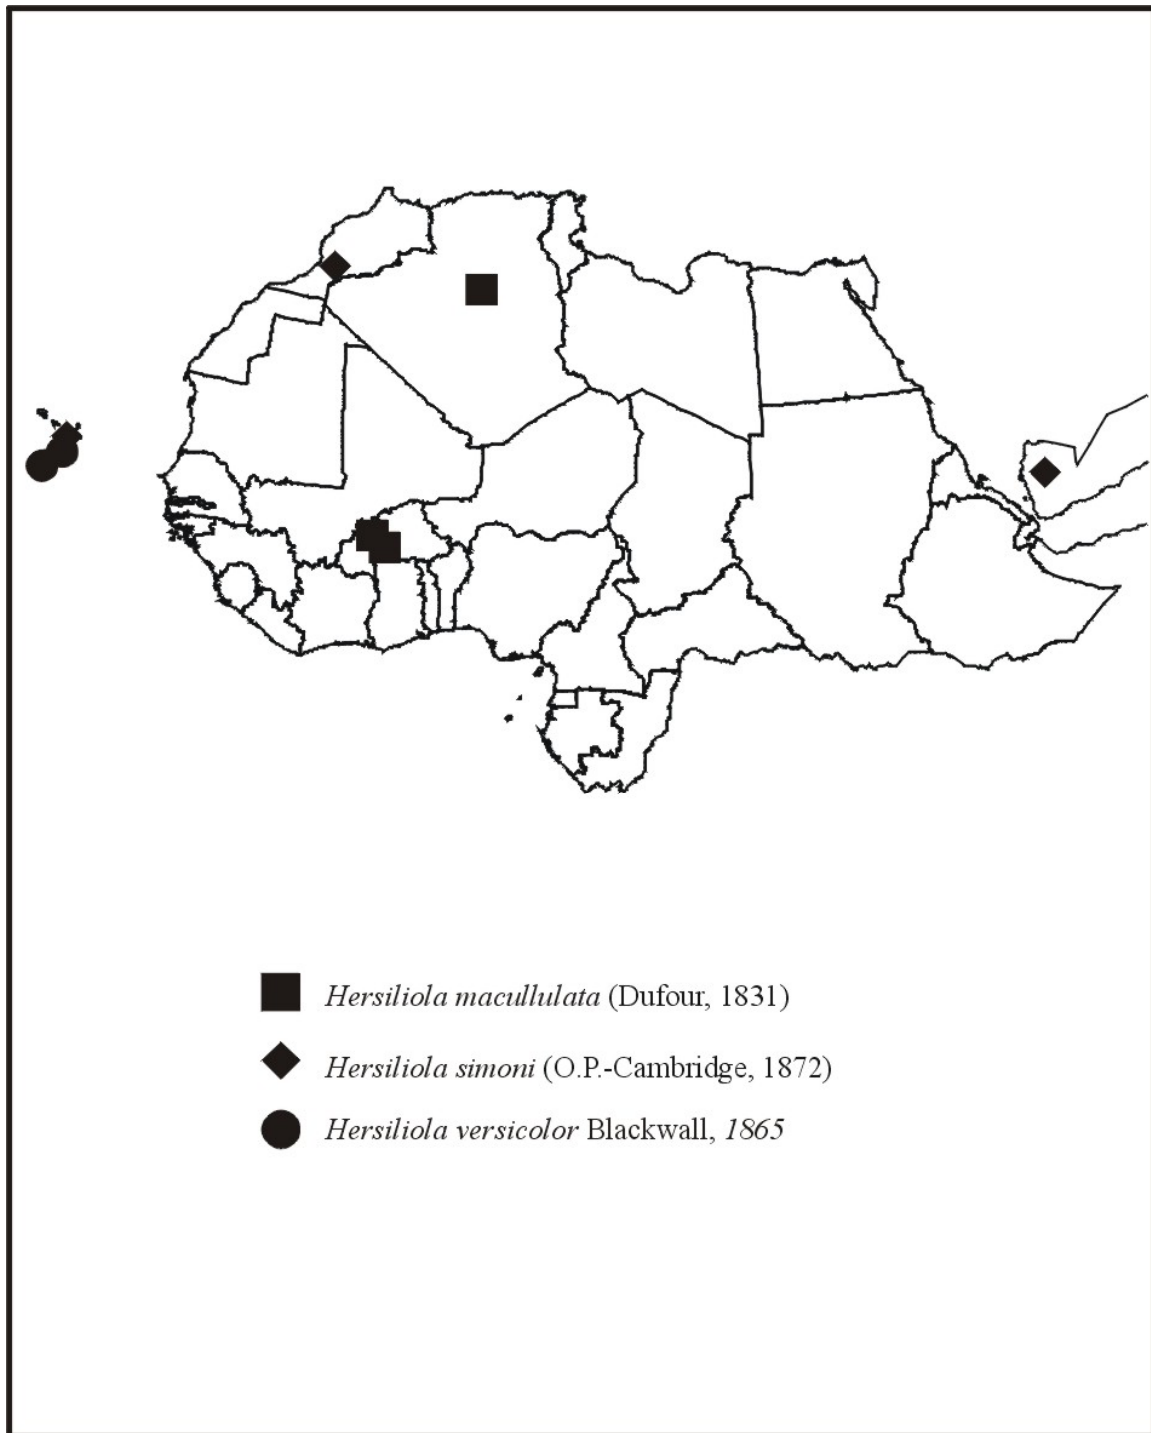 Hersiliola macullulata (Dufour, 1831)
Hersiliola simoni (O.P.-Cambridge, 1872)
Hersiliola versicolor Blackwall, 1865